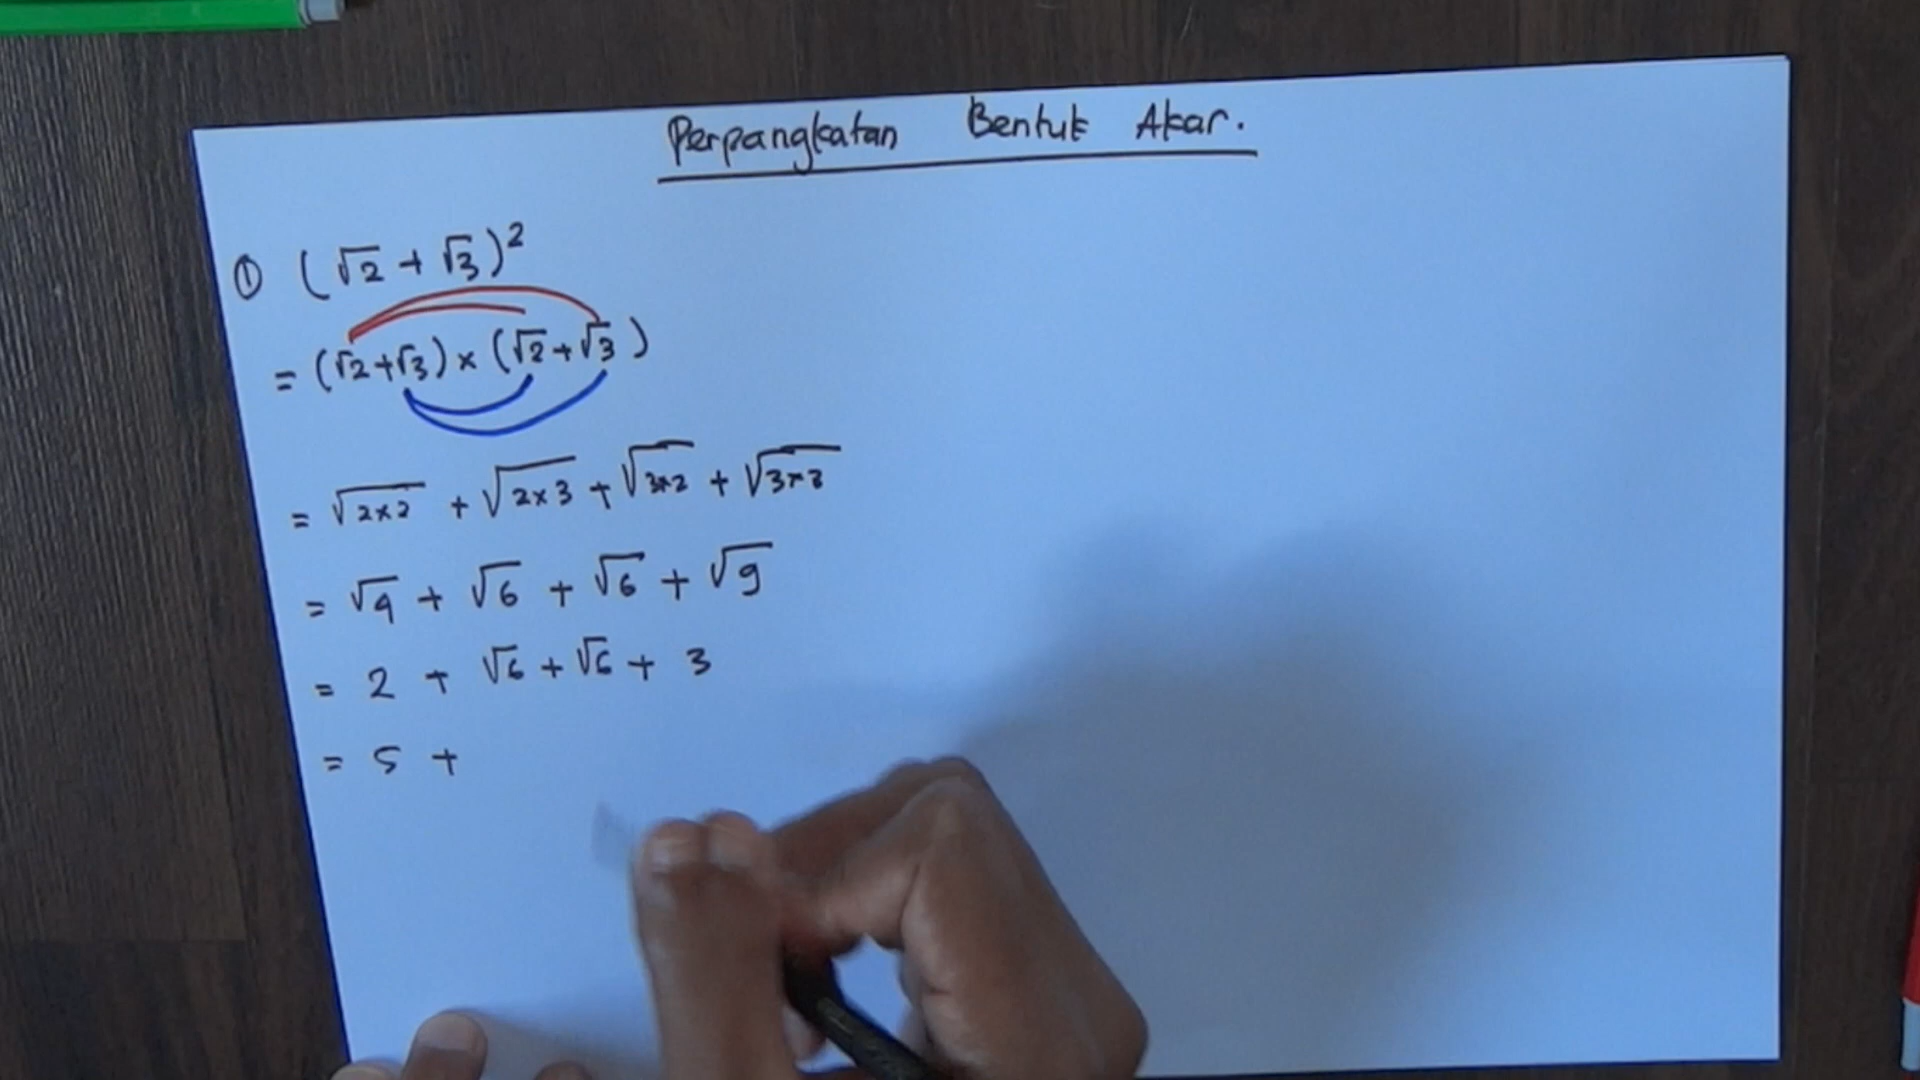 Perpangkatan Bentuk Akar.
① (√2 + √3)²
= (√2+√3) × (√2+√3)
= √2×2 + √2×3 + √3×2 + √3×3
= √4 + √6 + √6 + √9
= 2 + √6 + √6 + 3
= 5 +